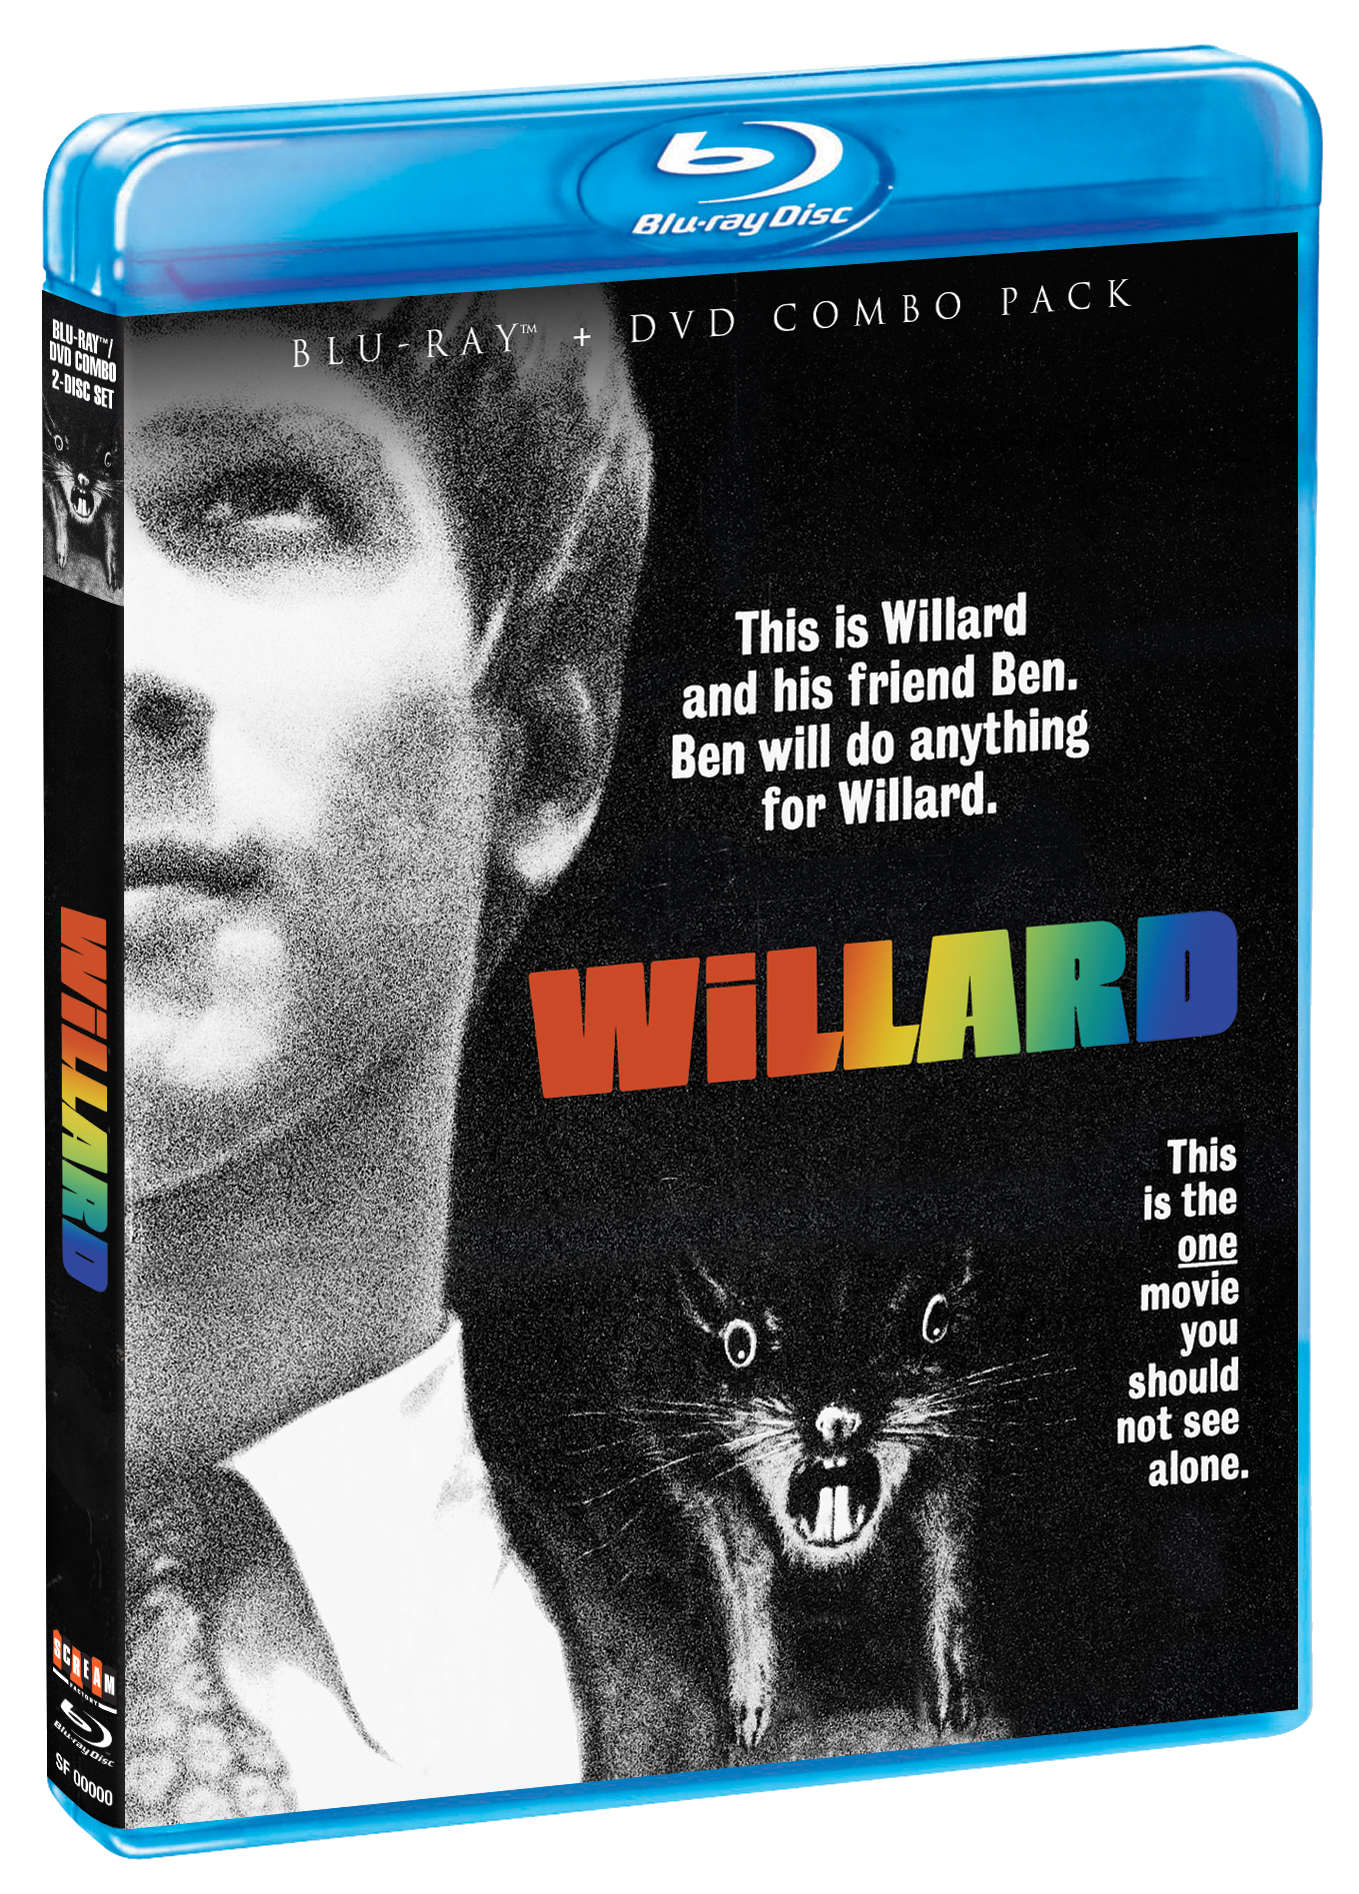 Blu-ray Disc
BLU-RAY™ + DVD COMBO PACK
This is Willard
and his friend Ben.
Ben will do anything
for Willard.
WiLLARD
This
is the
one
movie
you
should
not see
alone.
BLU-RAY™/
DVD COMBO
2-DISC SET
WiLLARD
SCREAM
FACTORY
Blu-ray Disc
SF 00000